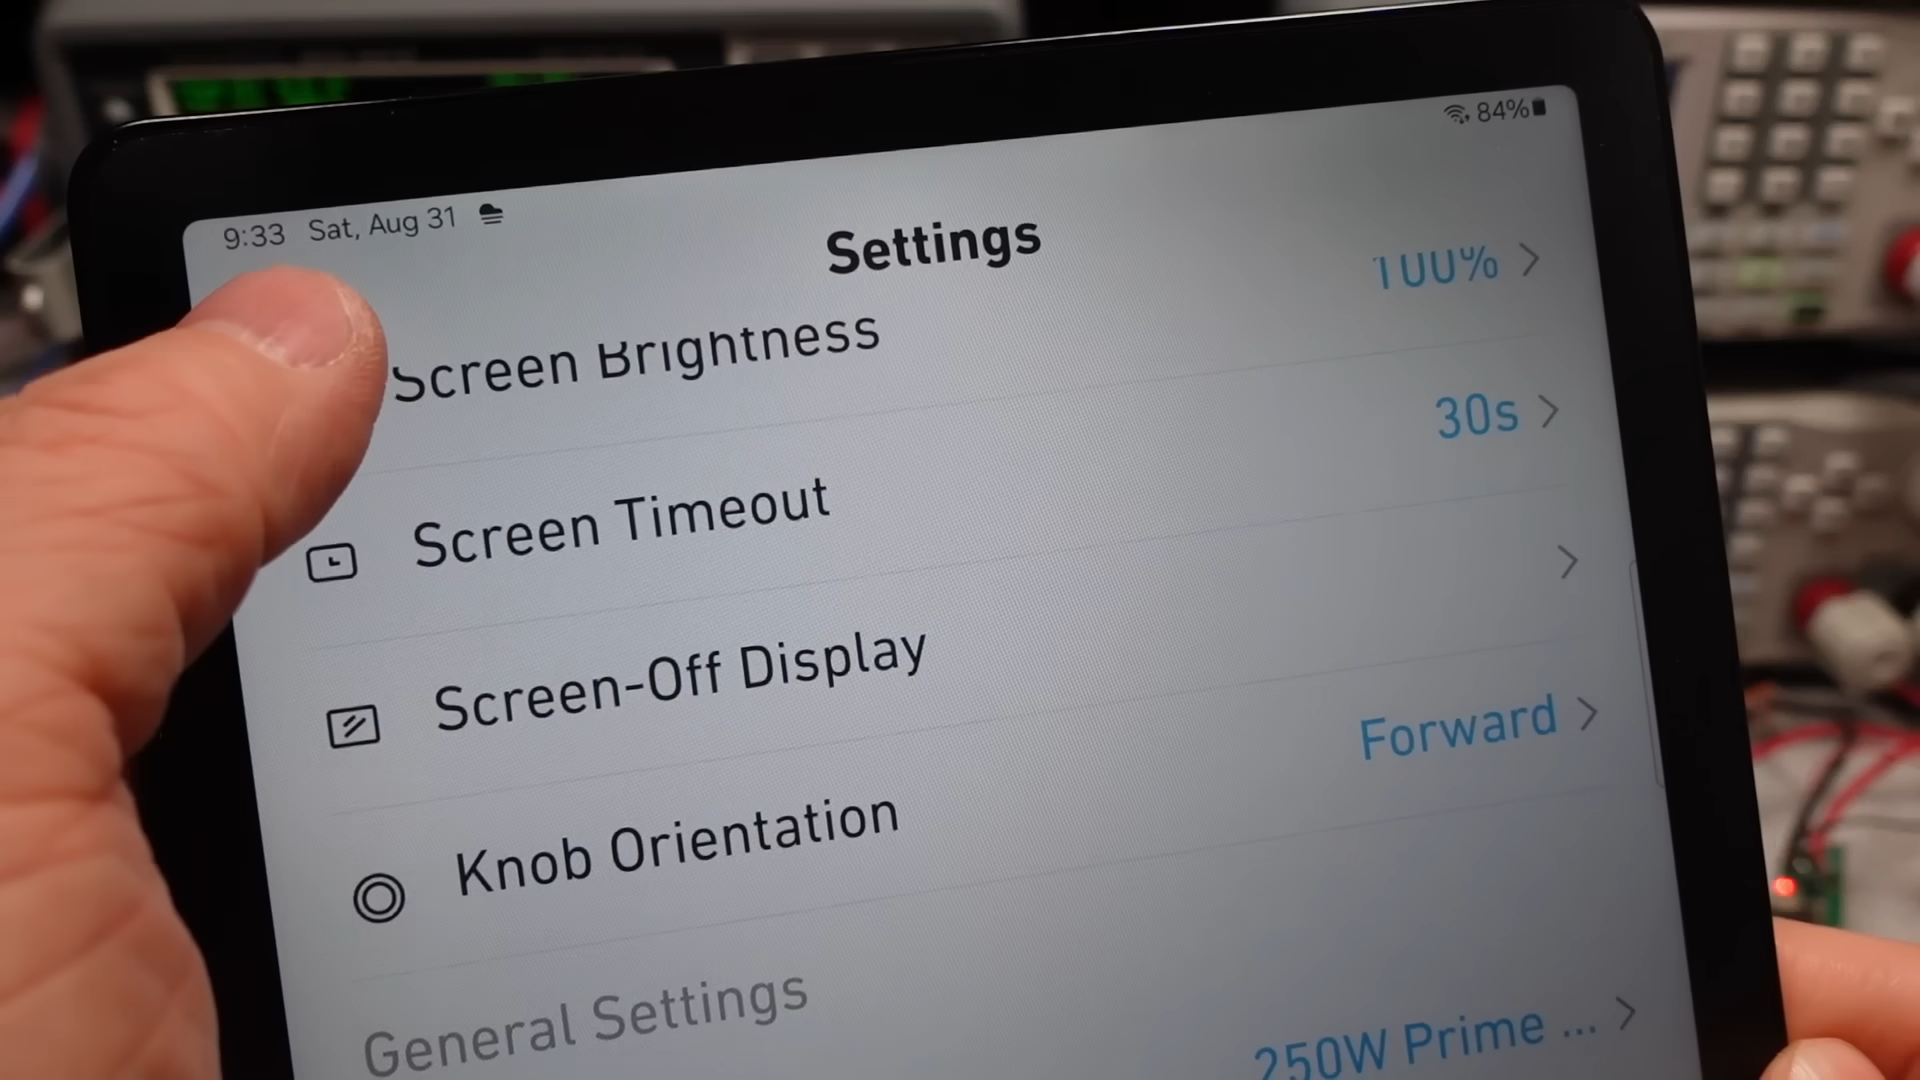 9:33 Sat, Aug 31 84%
Settings
Screen Brightness 100%
Screen Timeout 30s
Screen-Off Display
Knob Orientation Forward
General Settings
250W Prime ...